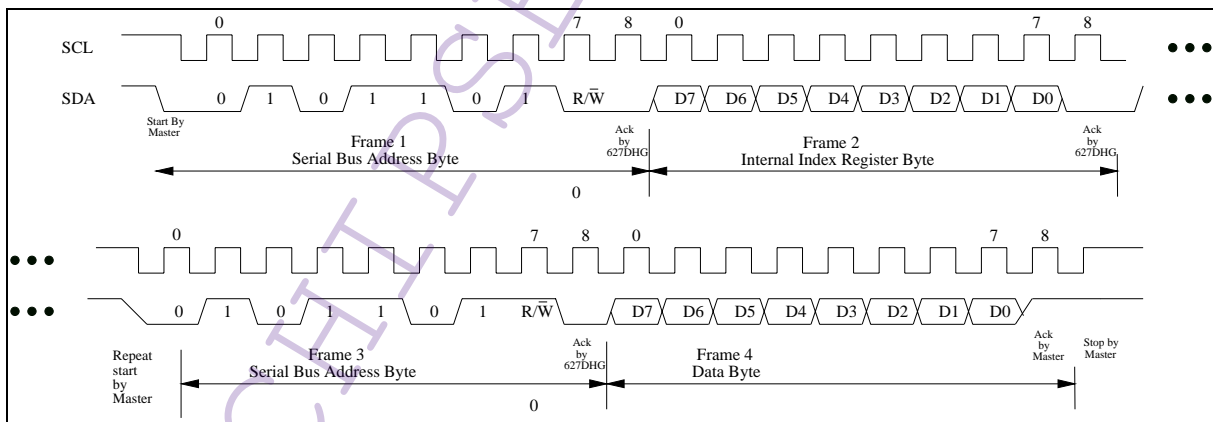 0 7 8 0 7 8
SCL
SDA 0 1 0 1 1 0 1 R/W̅ D7 D6 D5 D4 D3 D2 D1 D0
Start By
Master
Frame 1
Serial Bus Address Byte
Ack
by
627DHG
Frame 2
Internal Index Register Byte
Ack
by
627DHG
0
0 7 8 0 7 8
0 1 0 1 1 0 1 R/W̅ D7 D6 D5 D4 D3 D2 D1 D0
Repeat
start
by
Master
Frame 3
Serial Bus Address Byte
Ack
by
627DHG
Frame 4
Data Byte
Ack
by
Master
Stop by
Master
0
CHIPSE